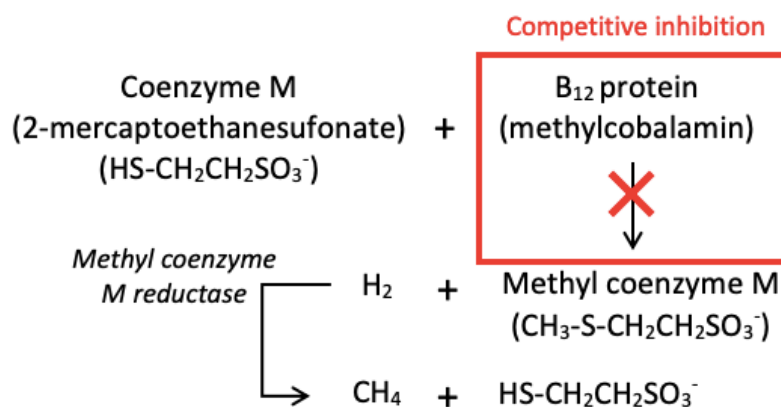 Competitive inhibition
Coenzyme M
B₁₂ protein
(2-mercaptoethanesufonate) + (methylcobalamin)
(HS-CH₂CH₂SO₃⁻)
Methyl coenzyme
M reductase
H₂ + Methyl coenzyme M
(CH₃-S-CH₂CH₂SO₃⁻)
CH₄ + HS-CH₂CH₂SO₃⁻